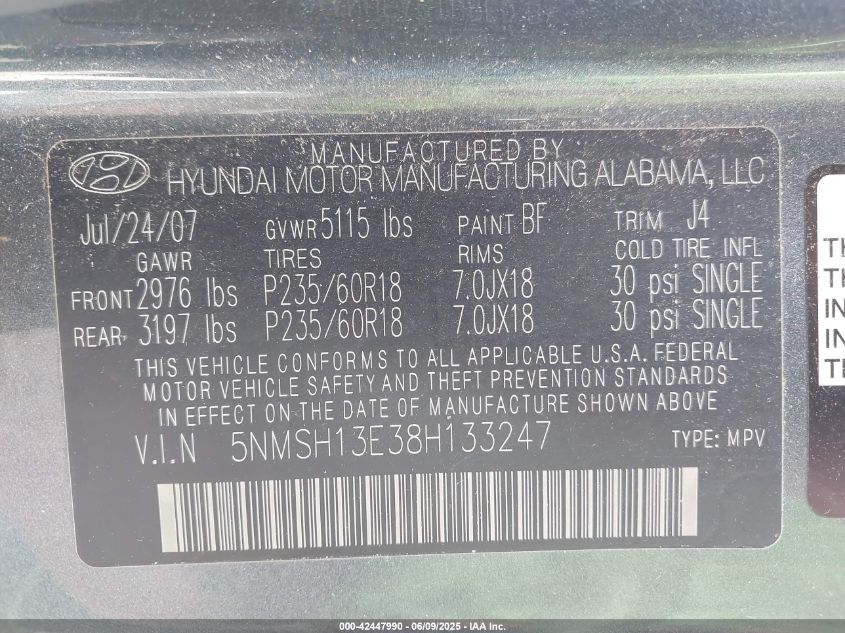 MANUFACTURED BY
HYUNDAI MOTOR MANUFACTURING ALABAMA, LLC
Jul/24/07 GVWR 5115 lbs PAINT BF TRIM J4
GAWR TIRES RIMS COLD TIRE INFL
FRONT 2976 lbs P235/60R18 7.0JX18 30 psi SINGLE
REAR 3197 lbs P235/60R18 7.0JX18 30 psi SINGLE
THIS VEHICLE CONFORMS TO ALL APPLICABLE U.S.A. FEDERAL
MOTOR VEHICLE SAFETY AND THEFT PREVENTION STANDARDS
IN EFFECT ON THE DATE OF MANUFACTURE SHOWN ABOVE
V.I.N 5NMSH13E38H133247 TYPE: MPV
000-42447990 - 06/09/2025 - IAA Inc.